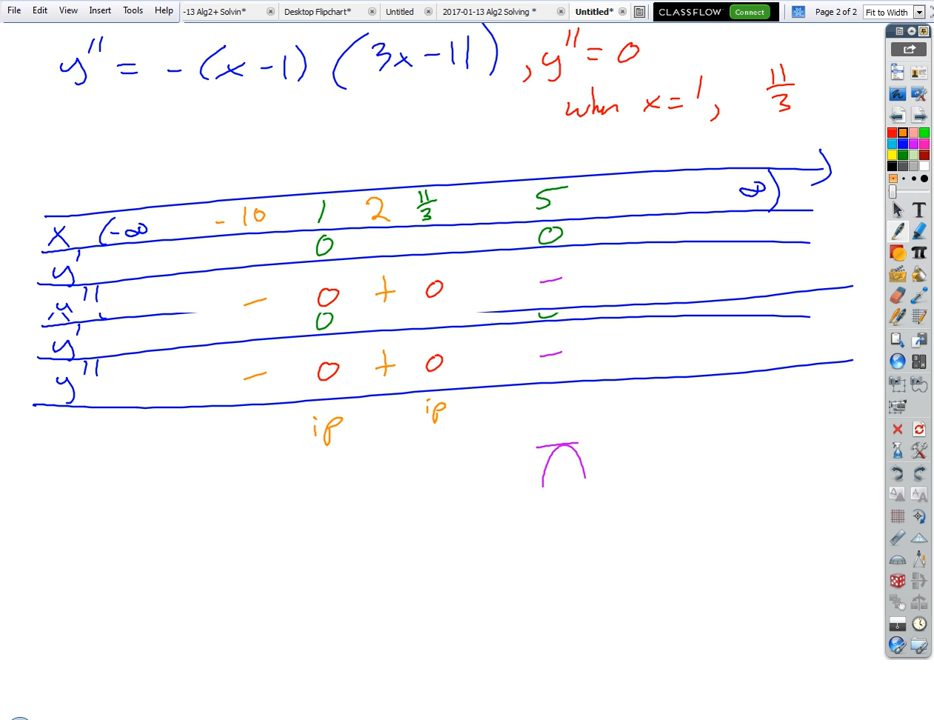 File Edit View Insert Tools Help
-13 Alg2+ Solvin* Desktop Flipchart* Untitled 2017-01-13 Alg2 Solving * Untitled* CLASSFLOW Connect Page 2 of 2 Fit to Width
y'' = -(x-1) (3x-11) , y'' = 0
when x = 1, 11/3
x (-∞ -10 1 2 11/3 5 ∞)
y' 0 0
y'' - 0 + 0 -
0
y'
y'' - 0 + 0 -
ip ip